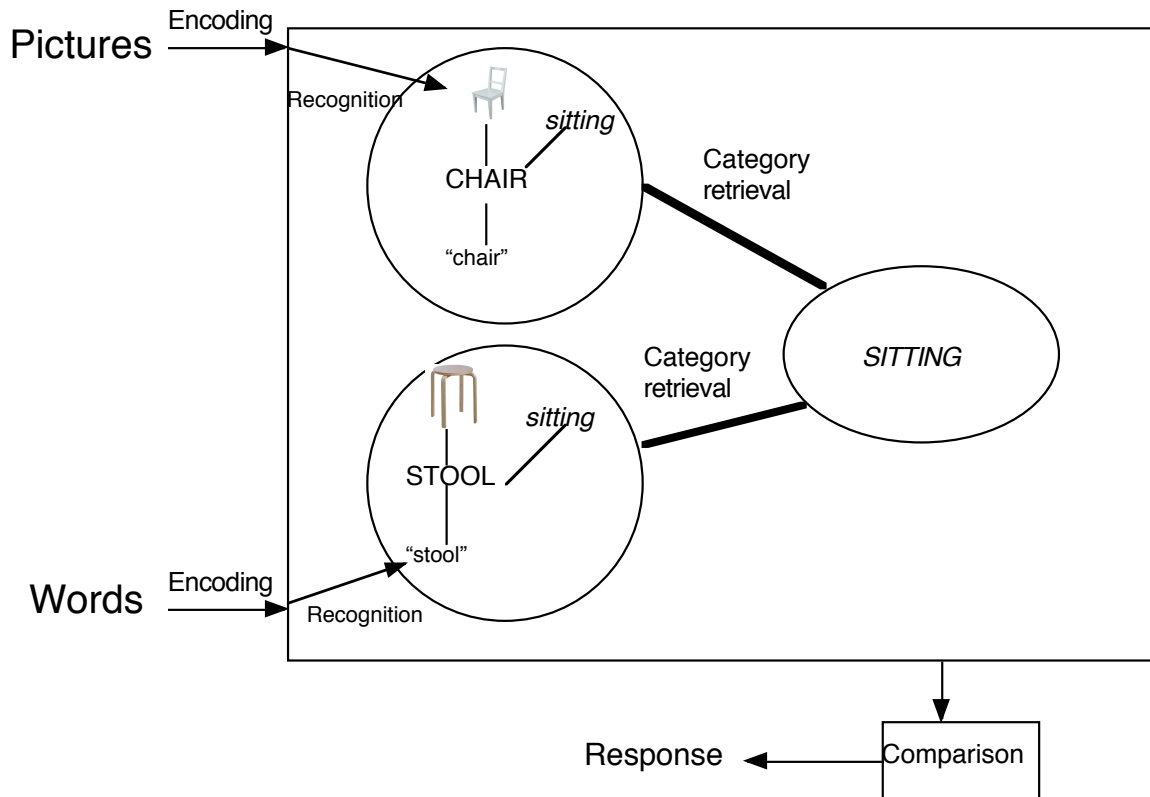 Encoding
Pictures
Recognition
sitting
CHAIR
“chair”
Category
retrieval
SITTING
Category
retrieval
sitting
STOOL
“stool”
Encoding
Words
Recognition
Response
Comparison